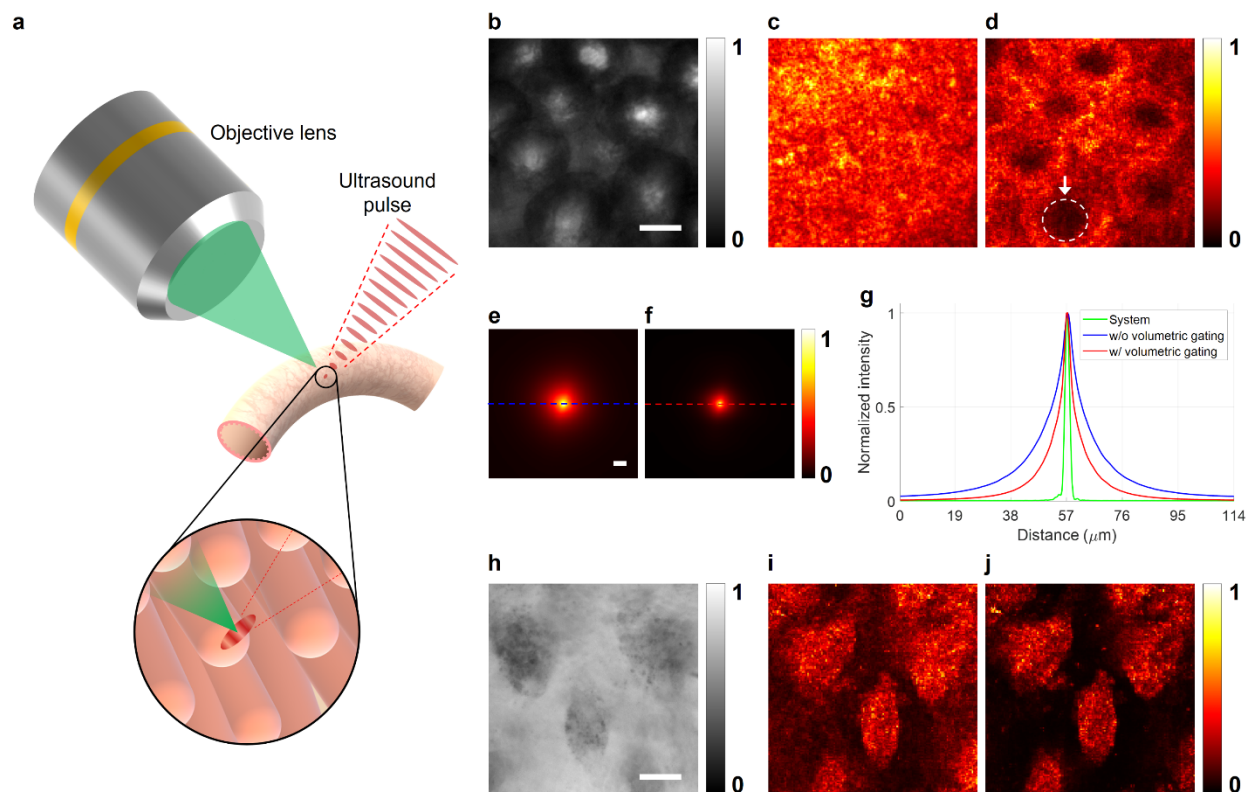 a
Objective lens
Ultrasound
pulse
b
1
0
c
d
1
0
e
f
1
0
g
Normalized intensity
1
0.5
0
System
w/o volumetric gating
w/ volumetric gating
0
19
38
57
76
95
114
Distance (μm)
h
1
0
i
j
1
0